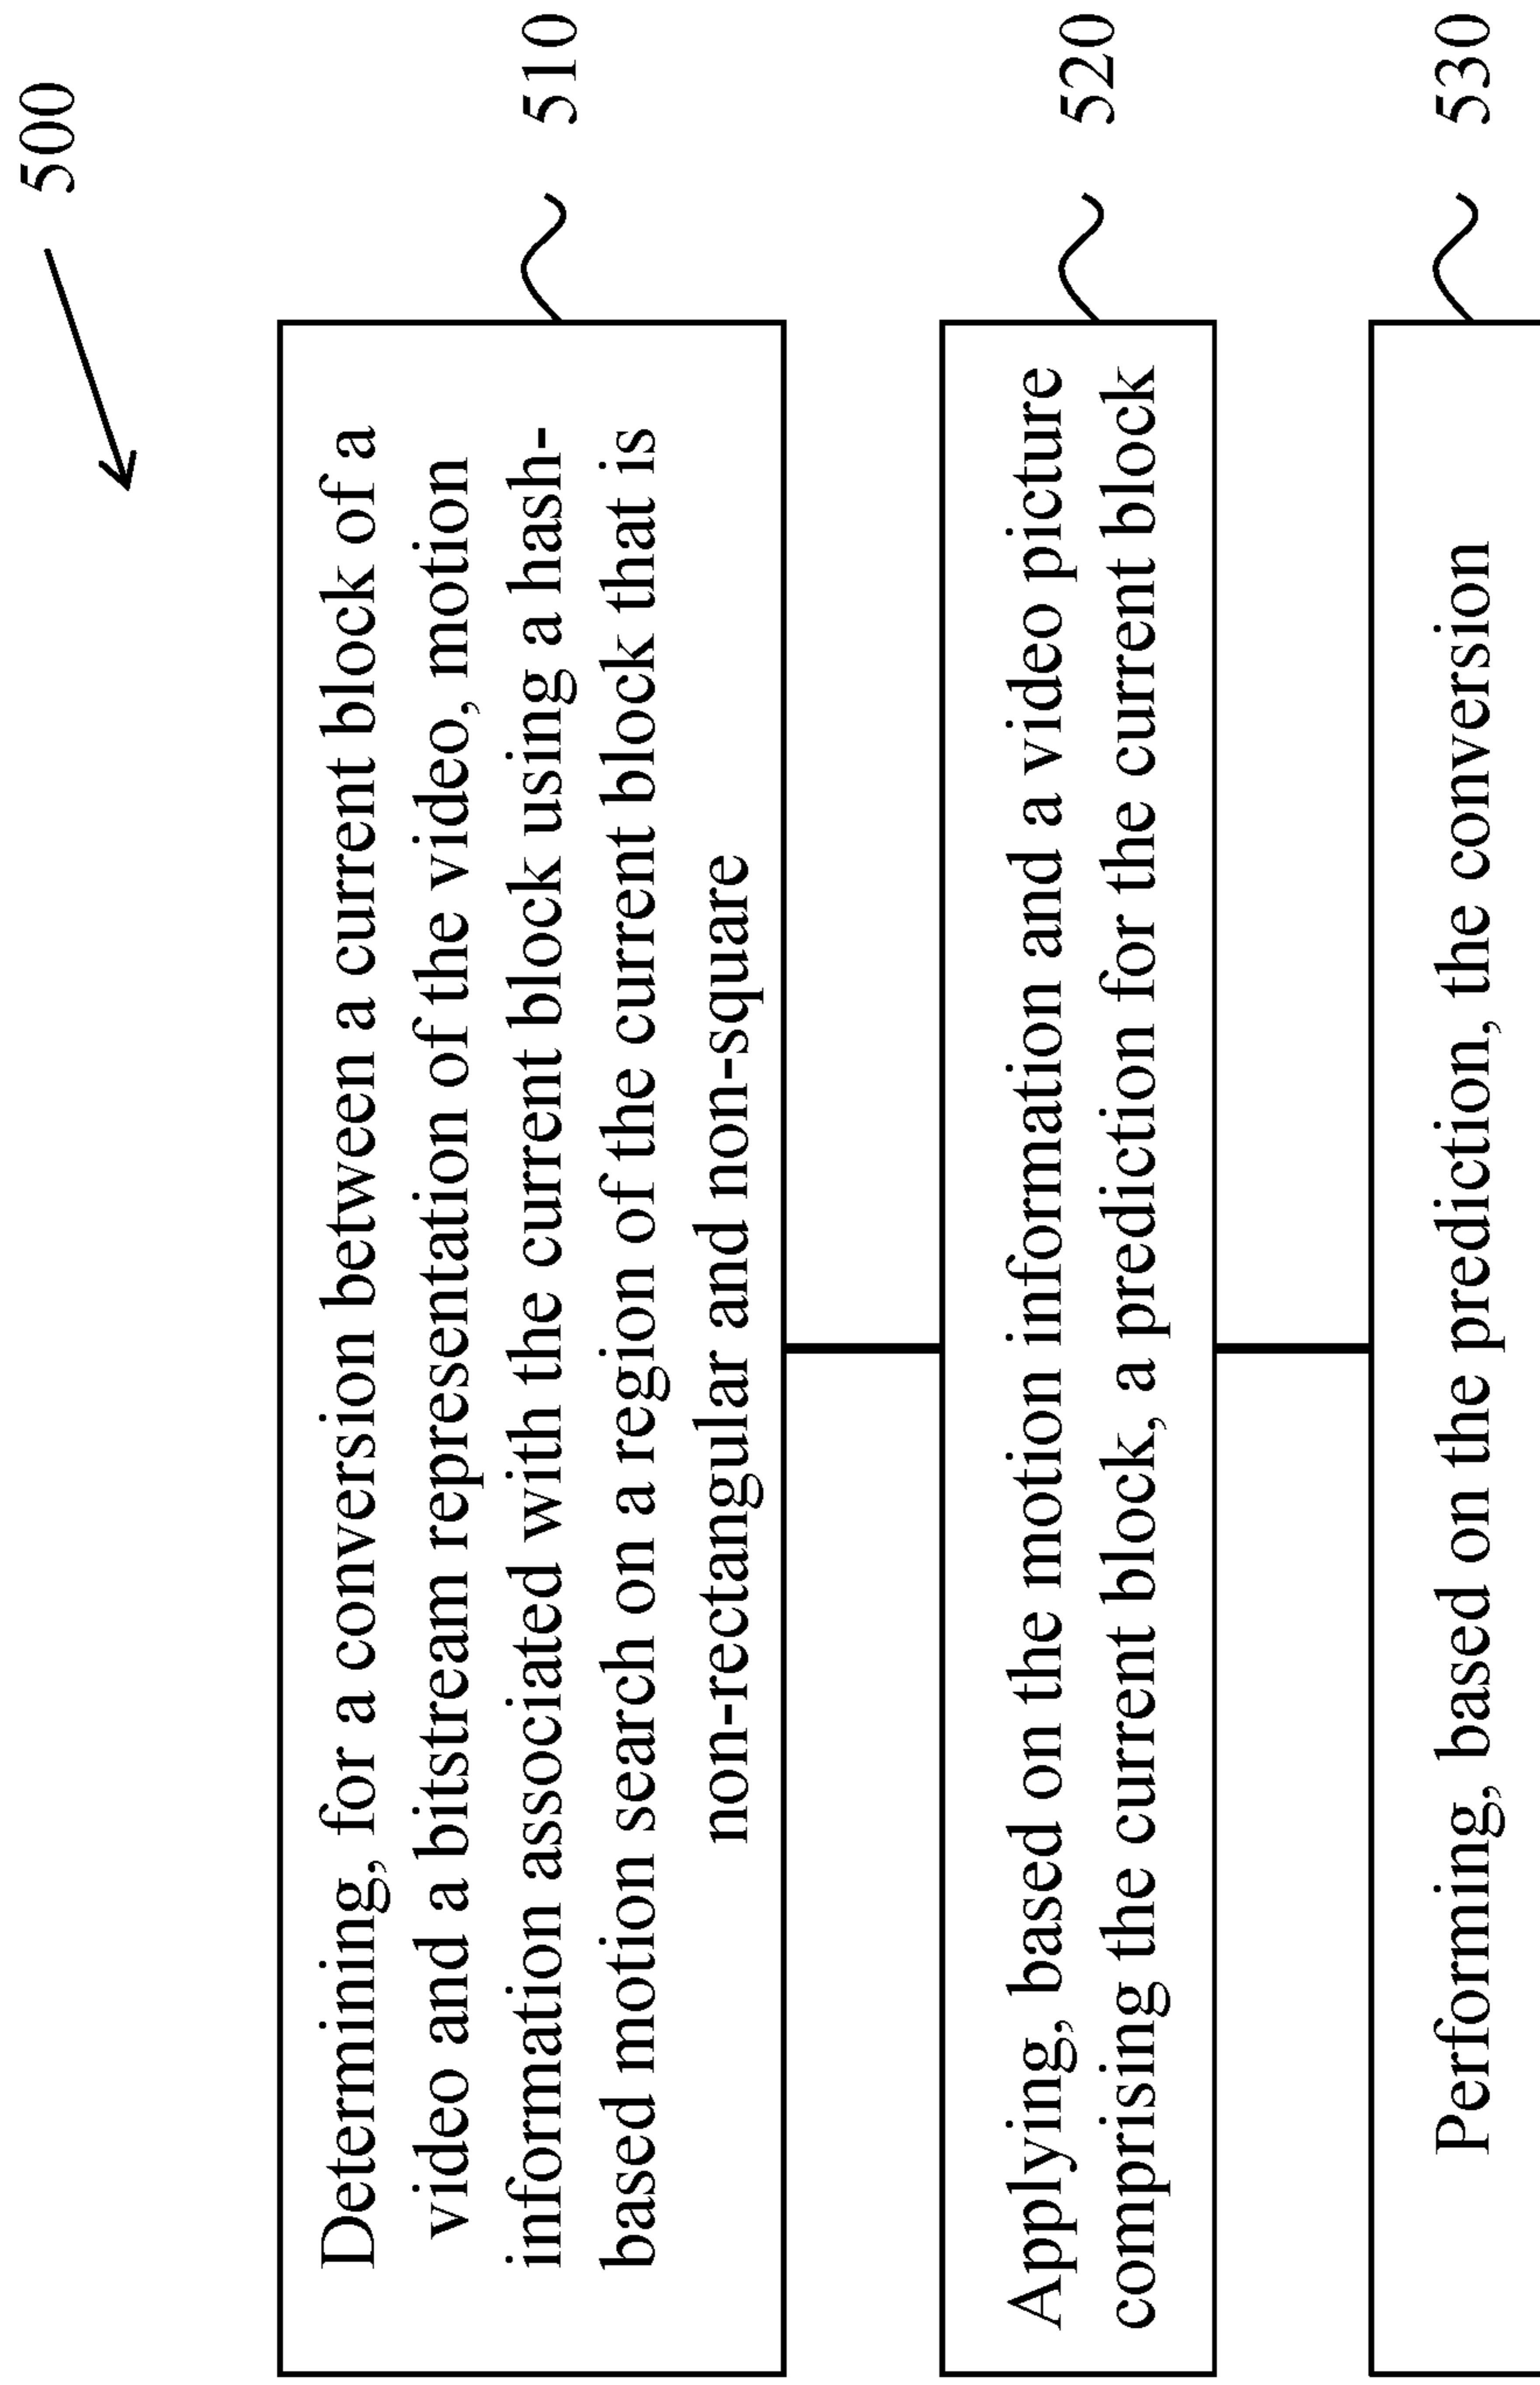 500
Determining, for a conversion between a current block of a
video and a bitstream representation of the video, motion
information associated with the current block using a hash-
based motion search on a region of the current block that is
non-rectangular and non-square
510
Applying, based on the motion information and a video picture
comprising the current block, a prediction for the current block
520
Performing, based on the prediction, the conversion
530